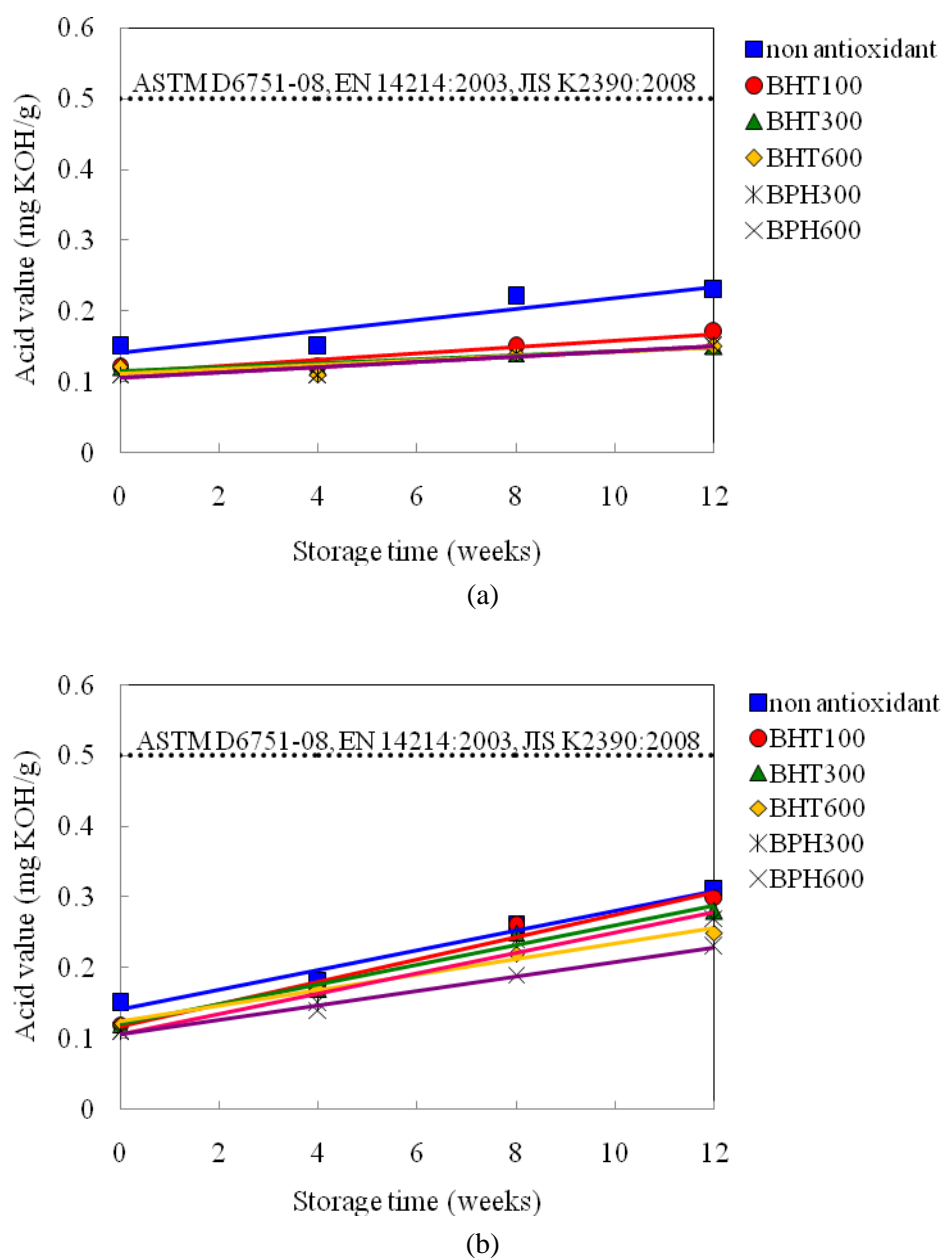 0.6
0.5
0.4
0.3
0.2
0.1
0
Acid value (mg KOH/g)
ASTM D6751-08, EN 14214:2003, JIS K2390:2008
0 2 4 6 8 10 12
Storage time (weeks)
non antioxidant
BHT100
BHT300
BHT600
BPH300
BPH600
(a)
0.6
0.5
0.4
0.3
0.2
0.1
0
Acid value (mg KOH/g)
ASTM D6751-08, EN 14214:2003, JIS K2390:2008
0 2 4 6 8 10 12
Storage time (weeks)
non antioxidant
BHT100
BHT300
BHT600
BPH300
BPH600
(b)